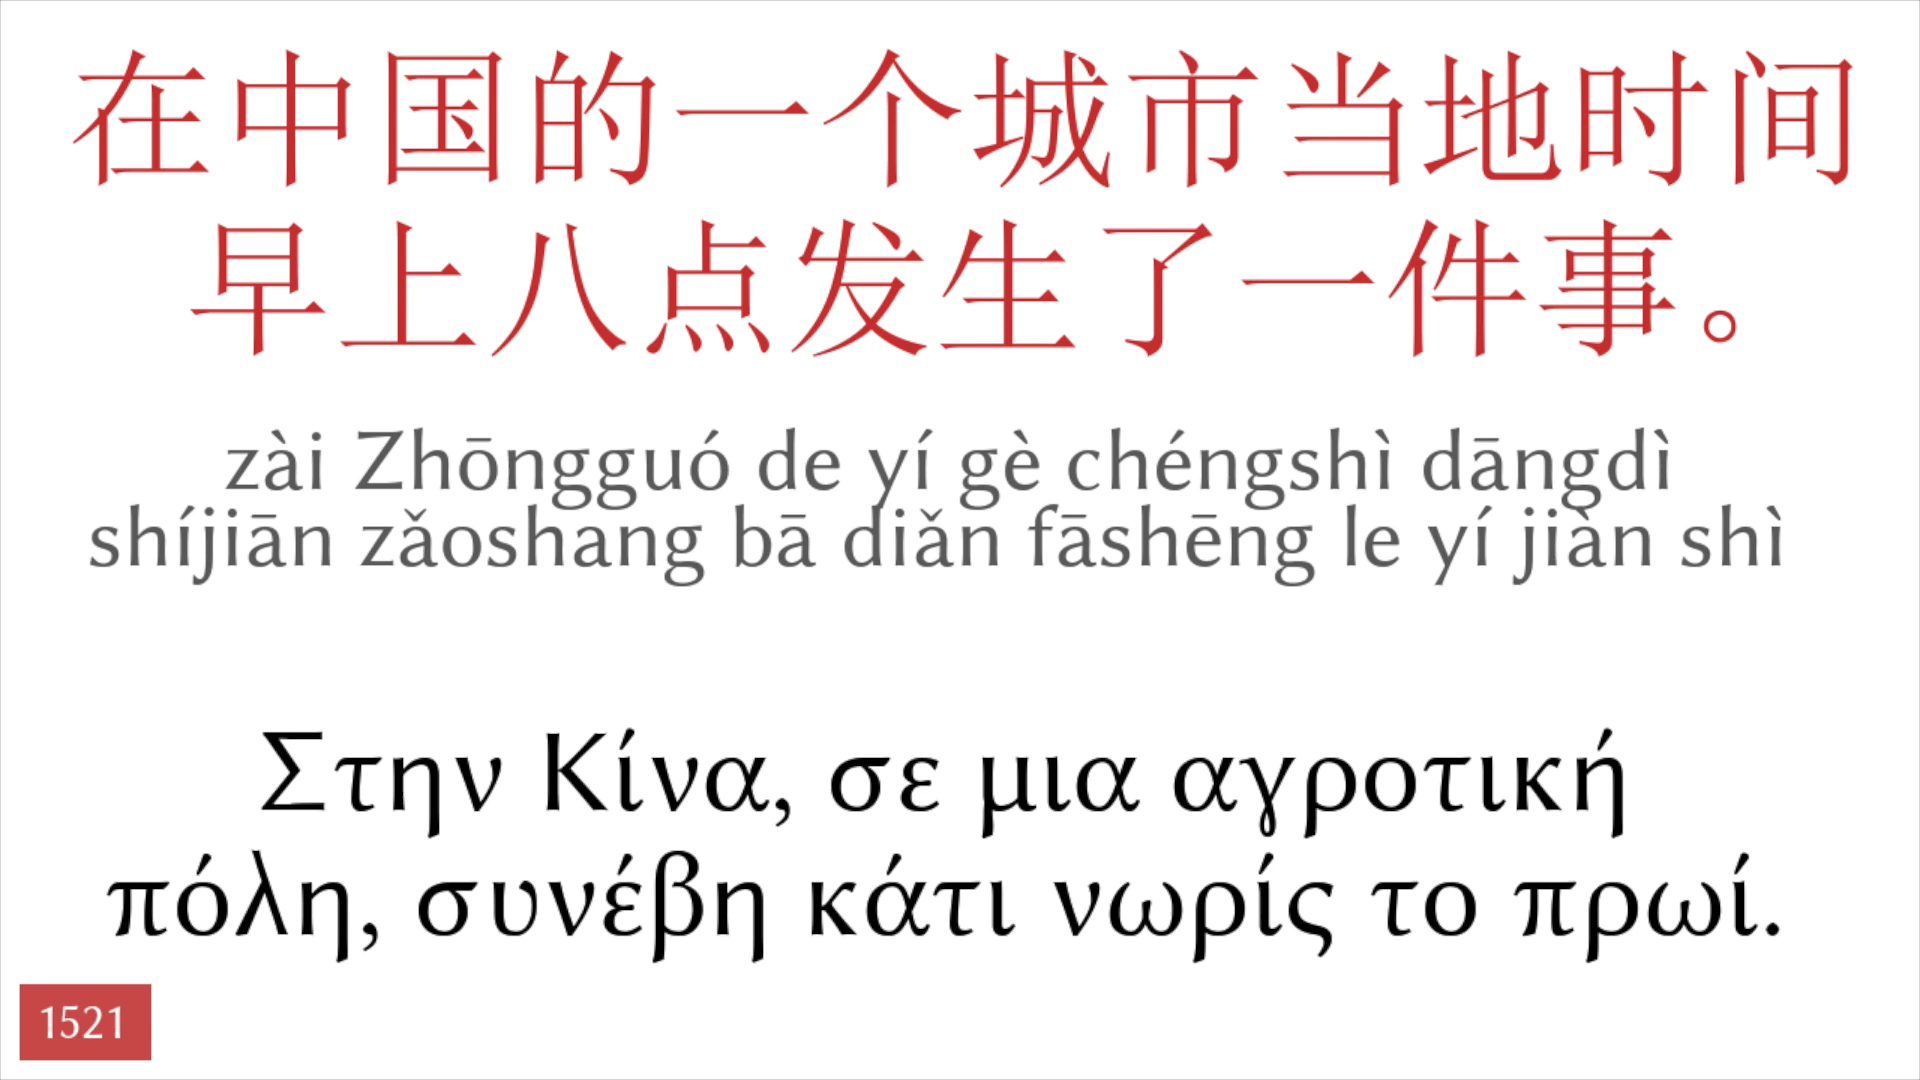 在中国的一个城市当地时间
早上八点发生了一件事。
zài Zhōngguó de yí gè chéngshì dāngdì
shíjiān zǎoshang bā diǎn fāshēng le yí jiàn shì
Στην Κίνα, σε μια αγροτική
πόλη, συνέβη κάτι νωρίς το πρωί.
1521